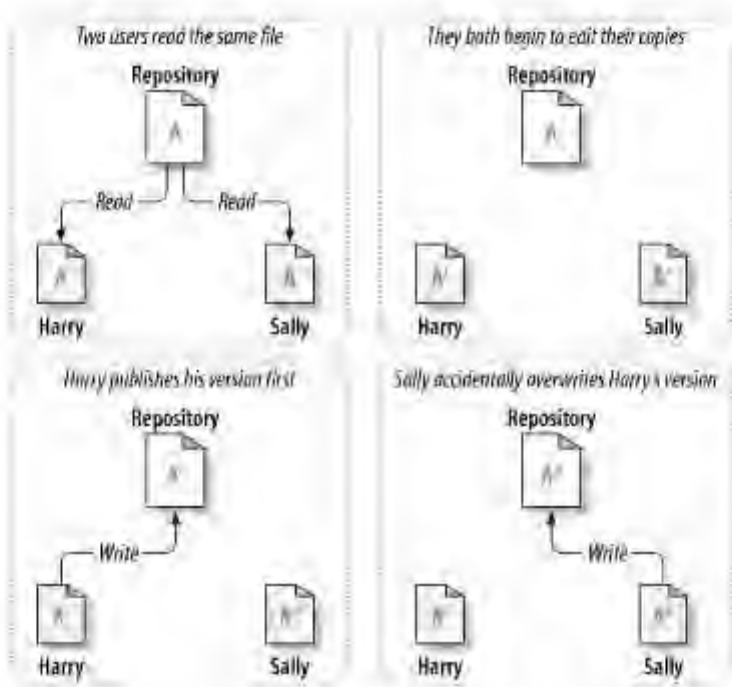 Two users read the same file
Repository
A
Read
Read
A
A
Harry
Sally
They both begin to edit their copies
Repository
A
A'
Harry
Sally
Harry publishes his version first
Repository
Write
Harry
Sally
Sally accidentally overwrites Harry's version
Repository
A"
Write
Harry
Sally